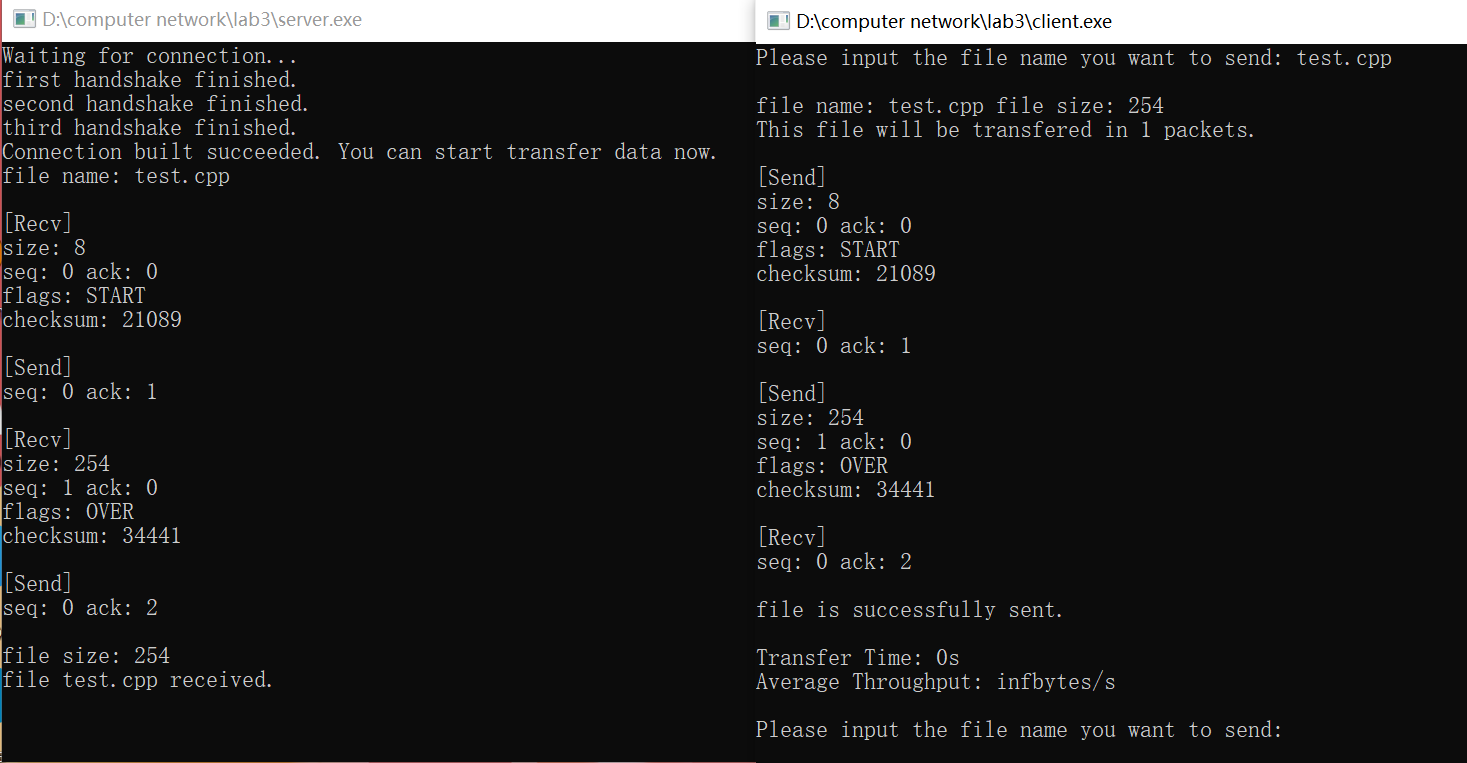 D:\computer network\lab3\server.exe
Waiting for connection...
first handshake finished.
second handshake finished.
third handshake finished.
Connection built succeeded. You can start transfer data now.
file name: test.cpp
[Recv]
size: 8
seq: 0 ack: 0
flags: START
checksum: 21089
[Send]
seq: 0 ack: 1
[Recv]
size: 254
seq: 1 ack: 0
flags: OVER
checksum: 34441
[Send]
seq: 0 ack: 2
file size: 254
file test.cpp received.
D:\computer network\lab3\client.exe
Please input the file name you want to send: test.cpp
file name: test.cpp file size: 254
This file will be transfered in 1 packets.
[Send]
size: 8
seq: 0 ack: 0
flags: START
checksum: 21089
[Recv]
seq: 0 ack: 1
[Send]
size: 254
seq: 1 ack: 0
flags: OVER
checksum: 34441
[Recv]
seq: 0 ack: 2
file is successfully sent.
Transfer Time: 0s
Average Throughput: infbytes/s
Please input the file name you want to send: